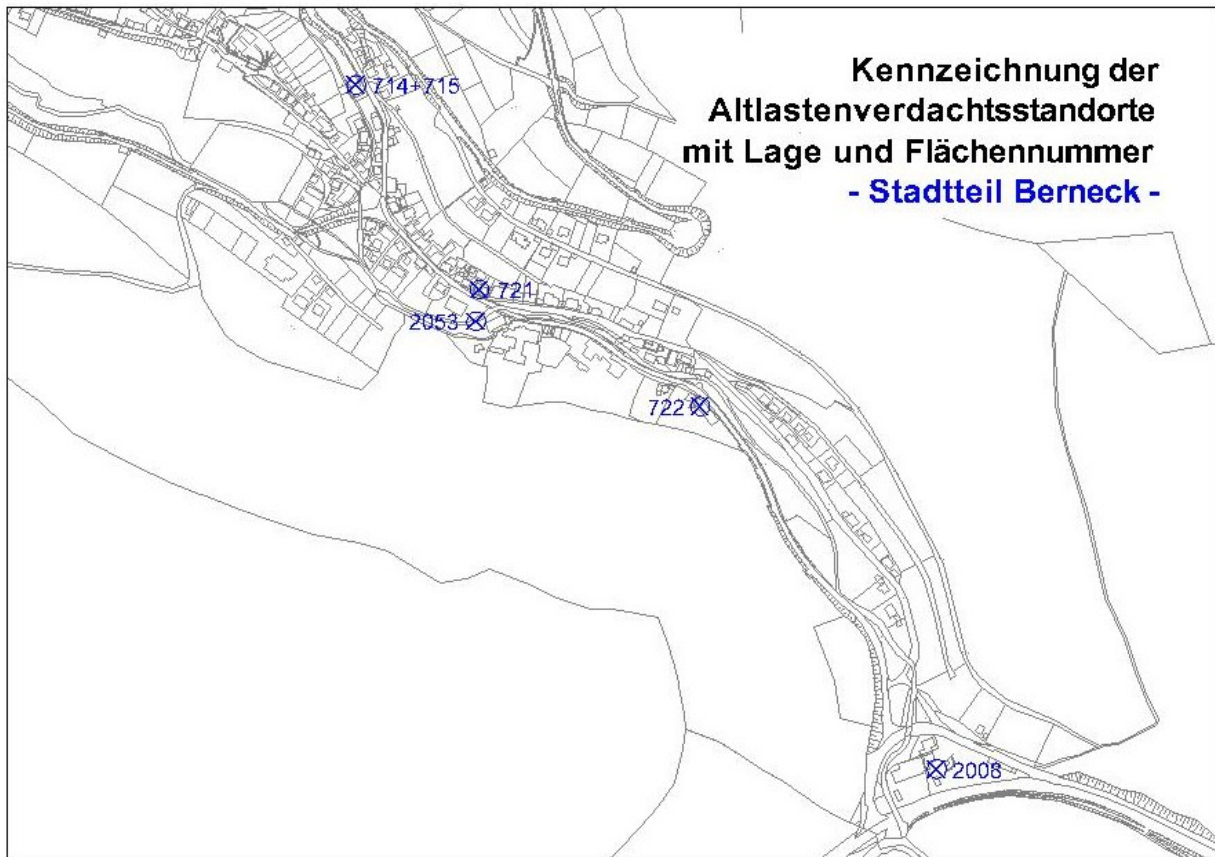 Kennzeichnung der
Altlastenverdachtsstandorte
mit Lage und Flächennummer
- Stadtteil Berneck -
714+715
721
2053
722
2008